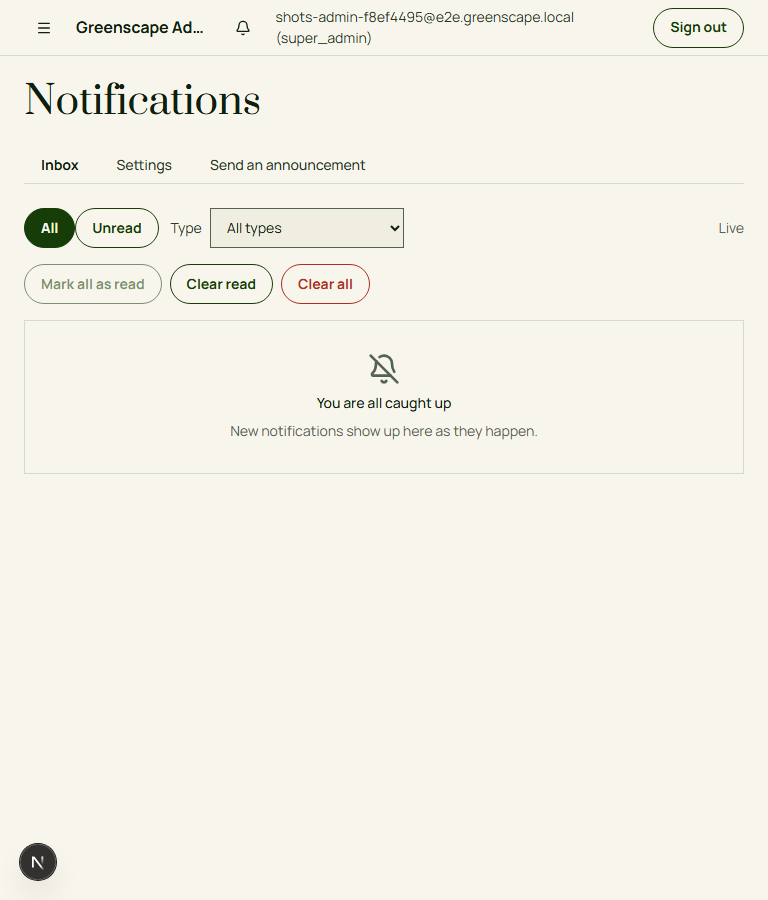 Greenscape Ad...
shots-admin-f8ef4495@e2e.greenscape.local
(super_admin)
Sign out
Notifications
Inbox Settings Send an announcement
All Unread Type All types Live
Mark all as read Clear read Clear all
You are all caught up
New notifications show up here as they happen.
N